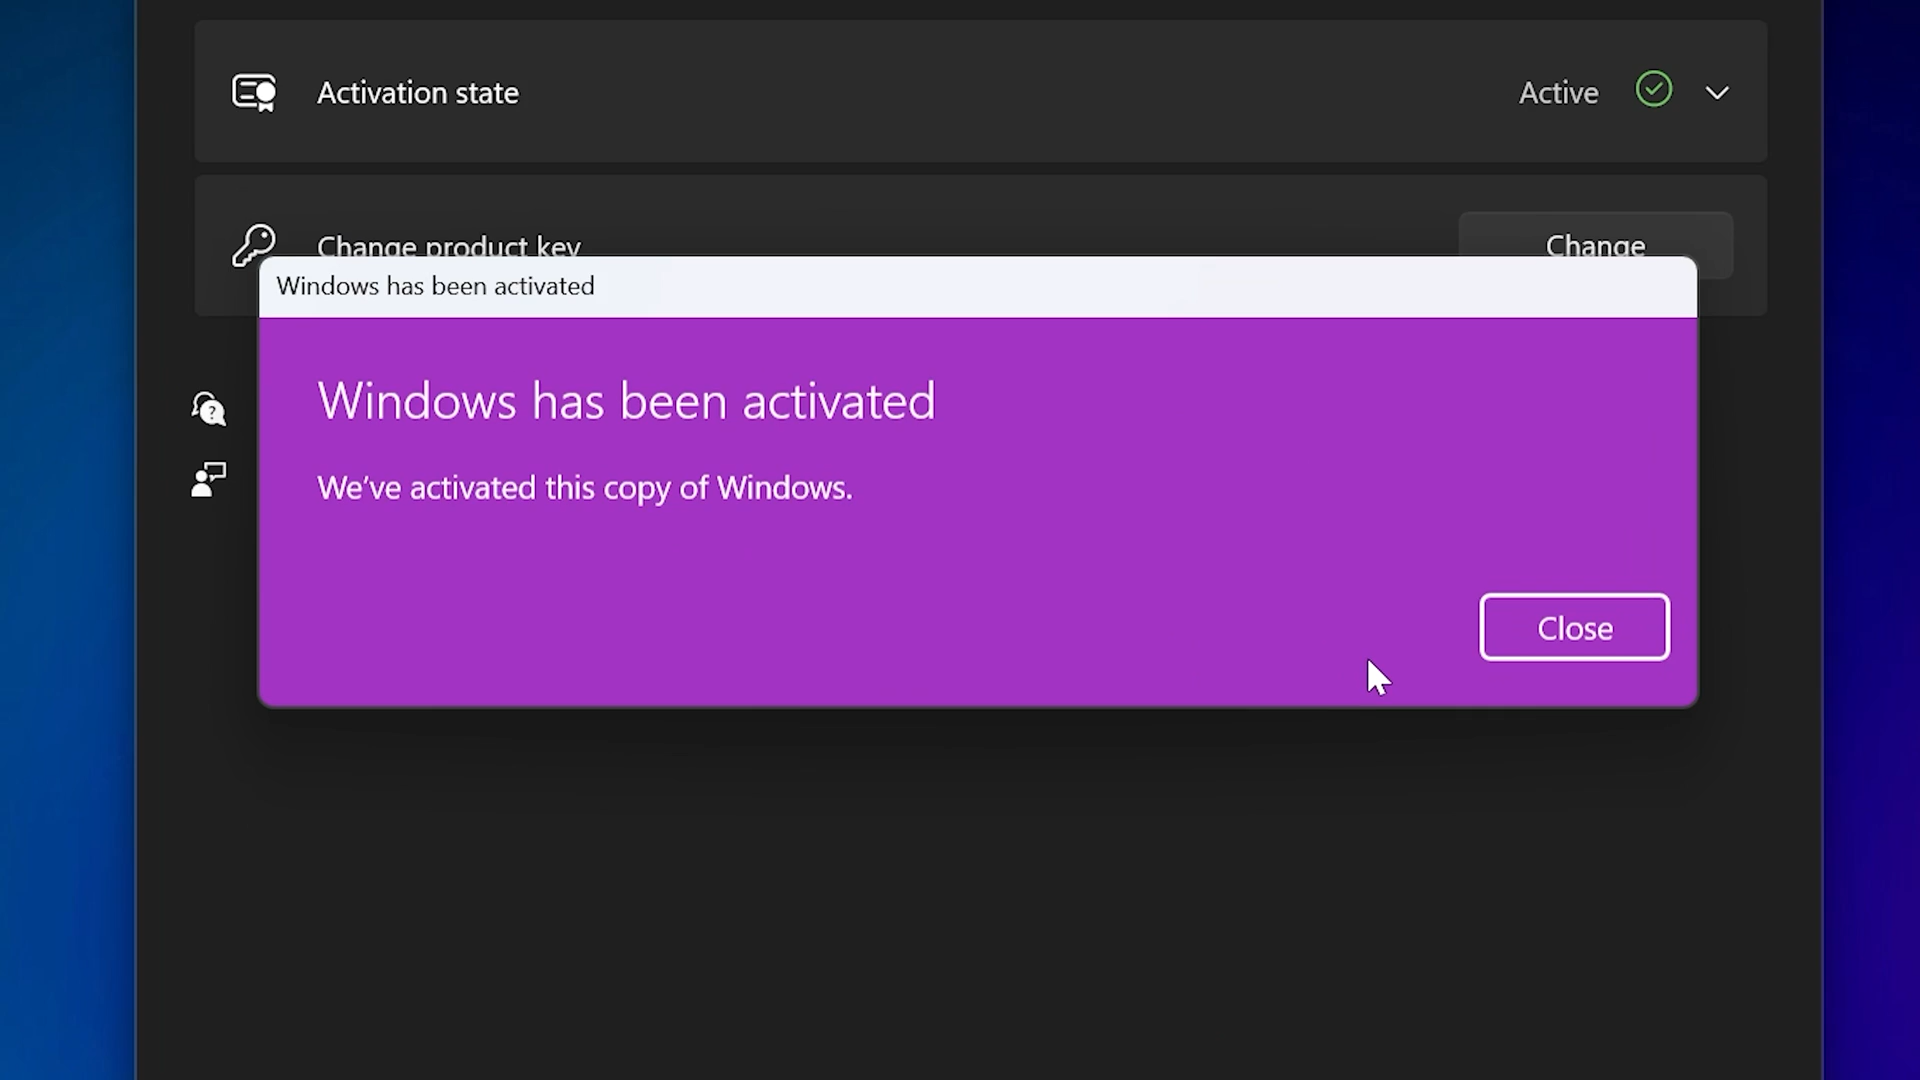 Activation state
Active
Change product key
Change
Windows has been activated
Windows has been activated
We've activated this copy of Windows.
Close